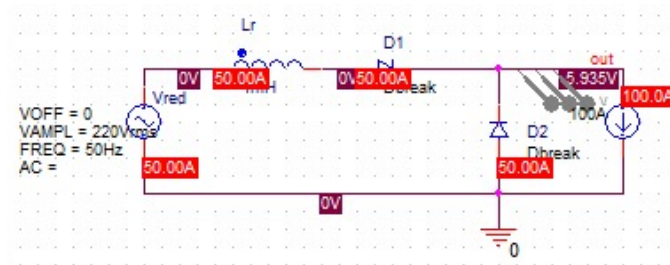 Lr
D1
out
0V
50.00A
0V
50.00A
5.935V
100.0A
1mH
Dbreak
Vred
VOFF = 0
VAMPL = 220Vrms
FREQ = 50Hz
AC =
100A
D2
Dbreak
50.00A
50.00A
0V
0